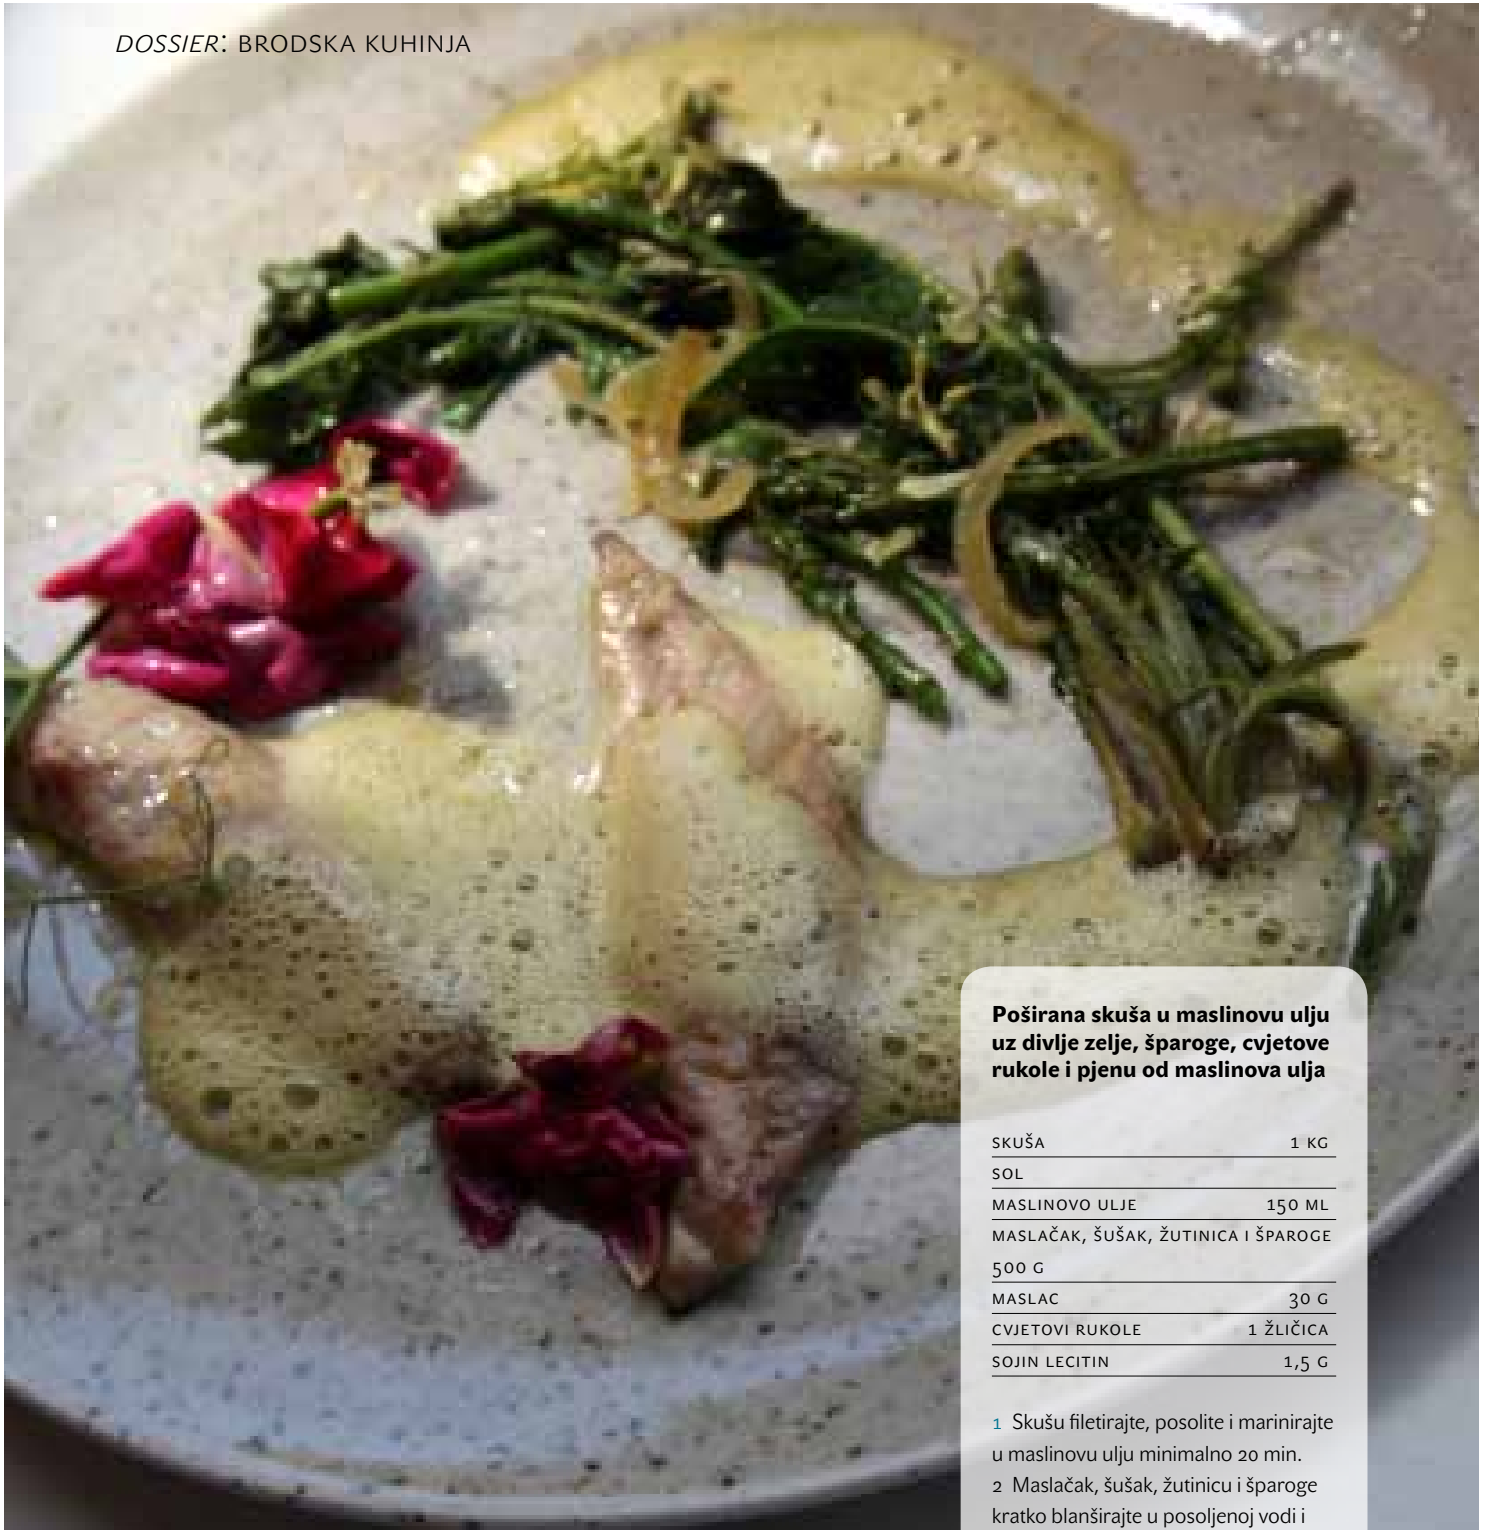 DOSSIER: BRODSKA KUHINJA
Poširana skuša u maslinovu ulju
uz divlje zelje, šparoge, cvjetove
rukole i pjenu od maslinova ulja
SKUŠA 1 KG
SOL
MASLINOVO ULJE 150 ML
MASLAČAK, ŠUŠAK, ŽUTINICA I ŠPAROGE
500 G
MASLAC 30 G
CVJETOVI RUKOLE 1 ŽLIČICA
SOJIN LECITIN 1,5 G
1 Skušu filetirajte, posolite i marinirajte
u maslinovu ulju minimalno 20 min.
2 Maslačak, šušak, žutinicu i šparoge
kratko blanširajte u posoljenoj vodi i